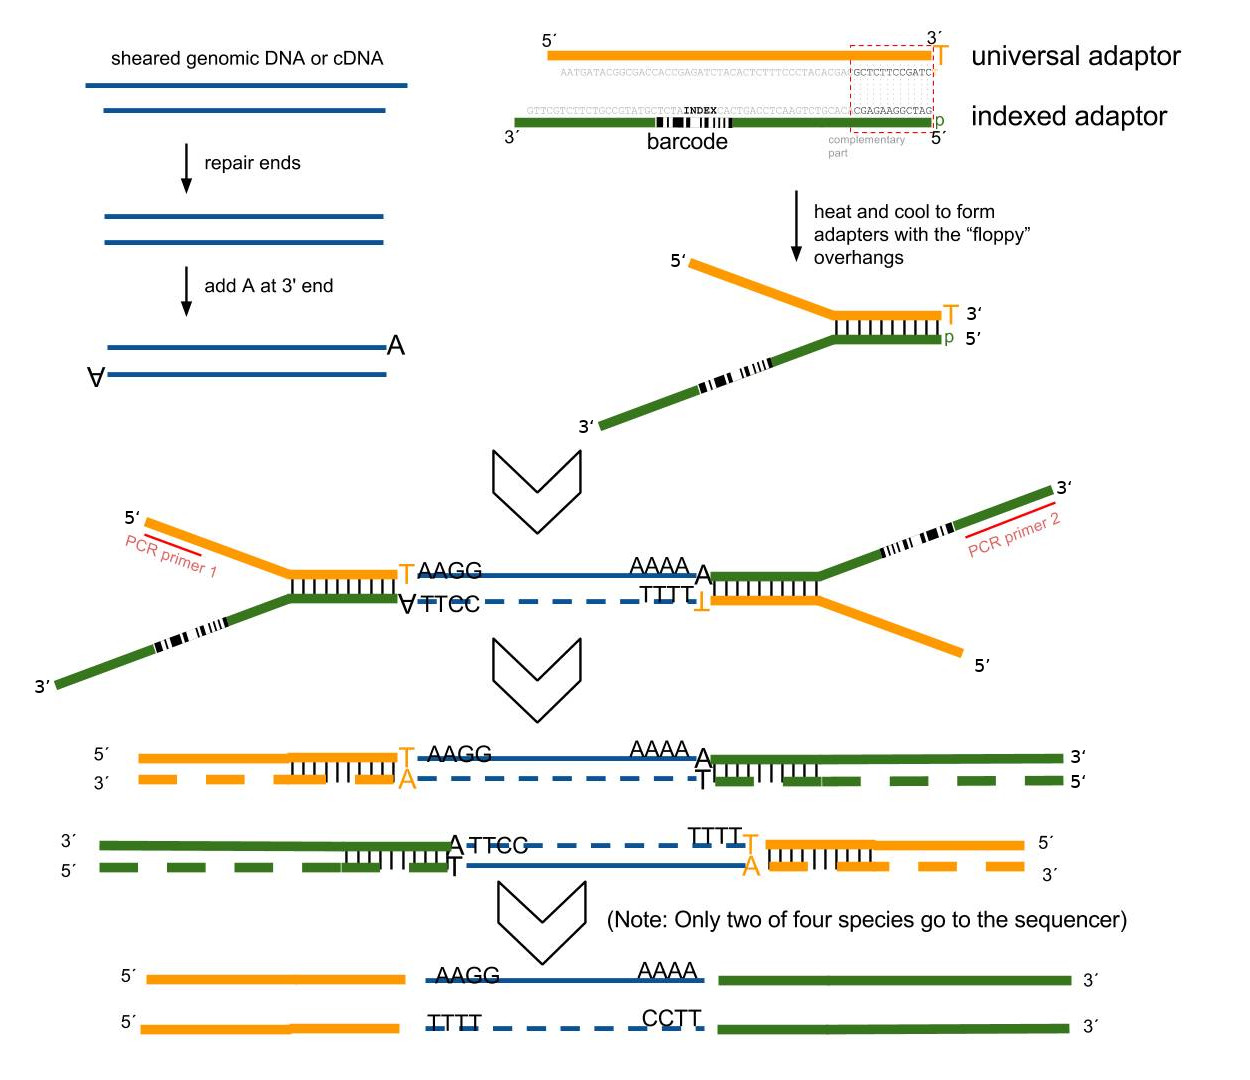 sheared genomic DNA or cDNA
repair ends
add A at 3' end
A
A
5´
3´
T
universal adaptor
AATGATACGGCGACCACCGAGATCTACACTCTTTCCCTACACGACGCTCTTCCGATC
GTTCGTCTTCTGCCGTATGCTCTAINDEXCACTGACCTCAAGTCTGCACACGAGAAGGCTAG
p
indexed adaptor
3´
barcode
5´
complementary
part
heat and cool to form
adapters with the “floppy”
overhangs
5‘
T 3‘
p 5’
3‘
5‘
PCR primer 1
3‘
PCR primer 2
T AAGG AAAA A
A TTCC TTTT T
3’
5’
5´ T AAGG AAAA A 3‘
3´ A T 5‘
3´ A TTCC TTTT T 5´
5´ T A 3´
(Note: Only two of four species go to the sequencer)
5´ AAGG AAAA 3´
5´ TTTT CCTT 3´